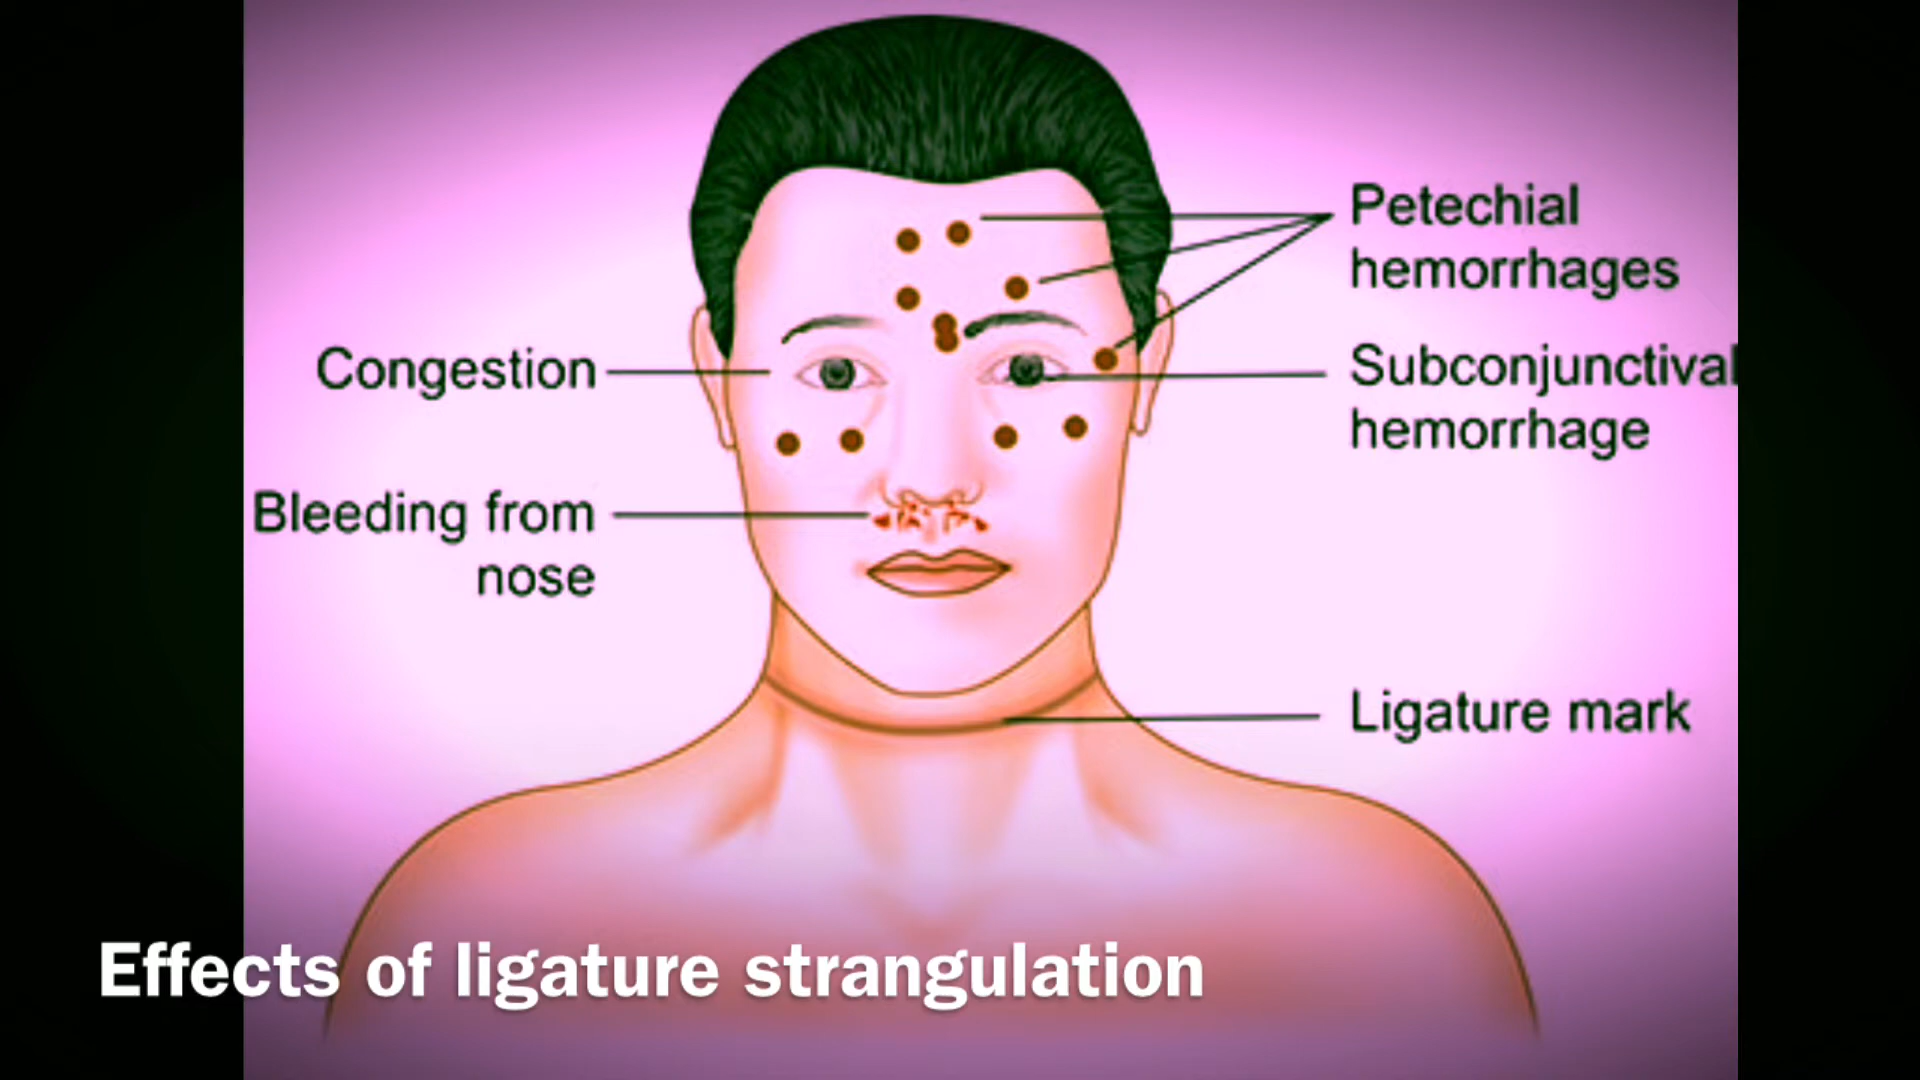 Petechial
hemorrhages
Congestion
Subconjunctival
hemorrhage
Bleeding from
nose
Ligature mark
Effects of ligature strangulation